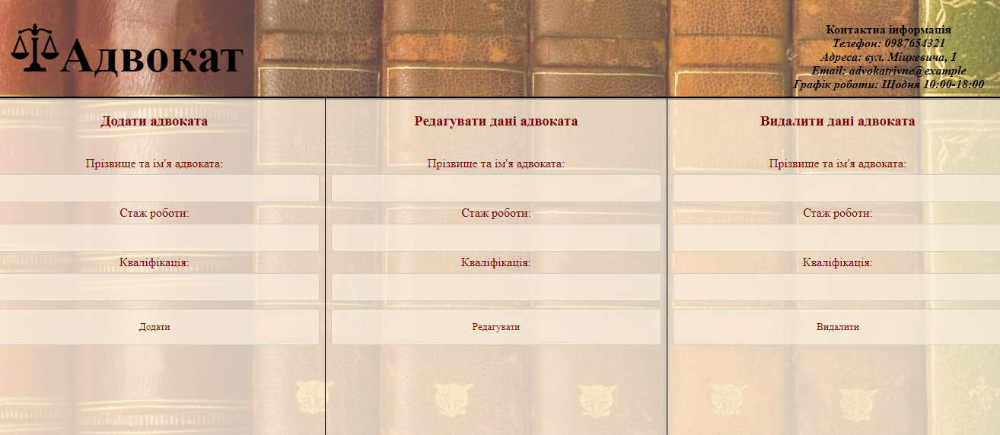 Адвокат
Контактна інформація
Телефон: 0987654321
Адреса: вул. Міцкевича, 1
Email: advokatrivne@example
Графік роботи: Щодня 10:00-18:00
Додати адвоката
Прізвище та ім'я адвоката:
Стаж роботи:
Кваліфікація:
Додати
Редагувати дані адвоката
Прізвище та ім'я адвоката:
Стаж роботи:
Кваліфікація:
Редагувати
Видалити дані адвоката
Прізвище та ім'я адвоката:
Стаж роботи:
Кваліфікація:
Видалити